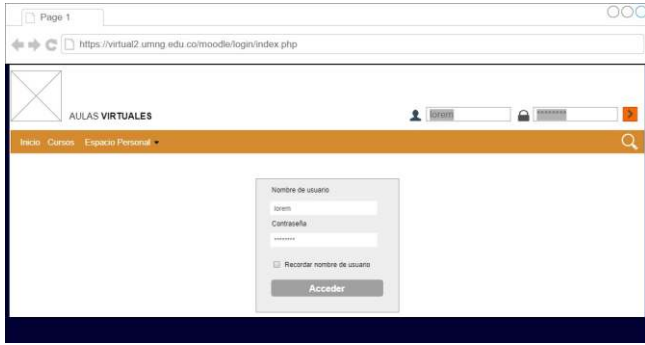 Page 1
https://virtual2.umng.edu.co/moodle/login/index.php
AULAS VIRTUALES
lorem ********
Inicio Cursos Espacio Personal
Nombre de usuario
lorem
Contraseña
********
Recordar nombre de usuario
Acceder